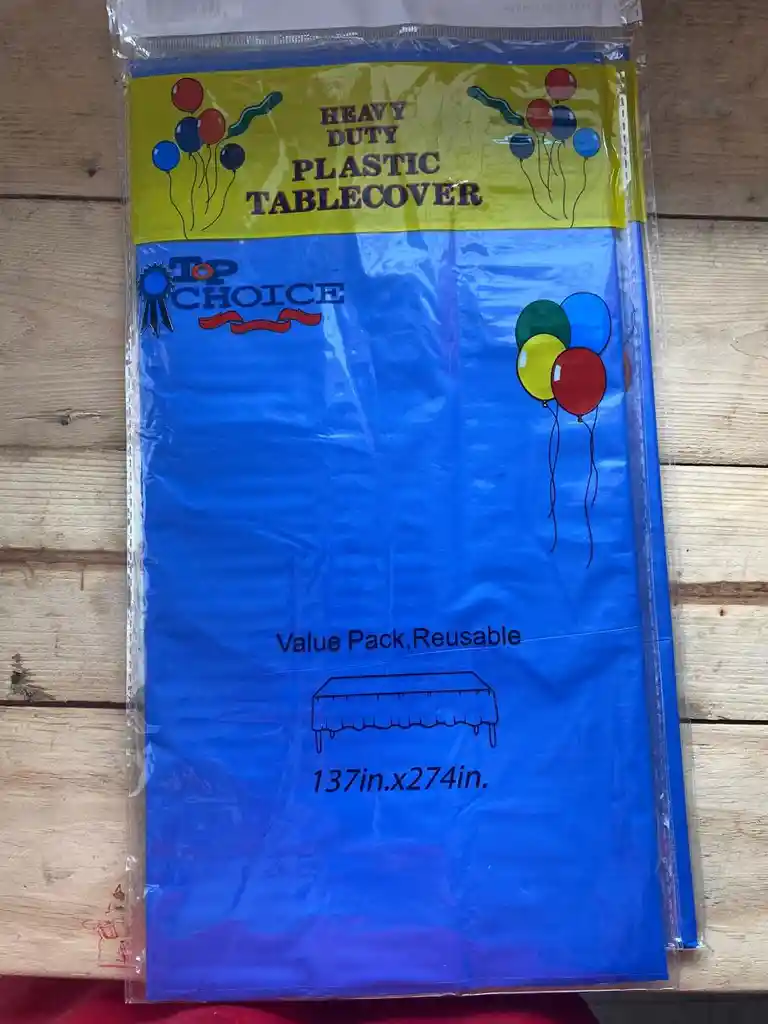 HEAVY
DUTY
PLASTIC
TABLECOVER
TOP
CHOICE
Value Pack,Reusable
137in.x274in.